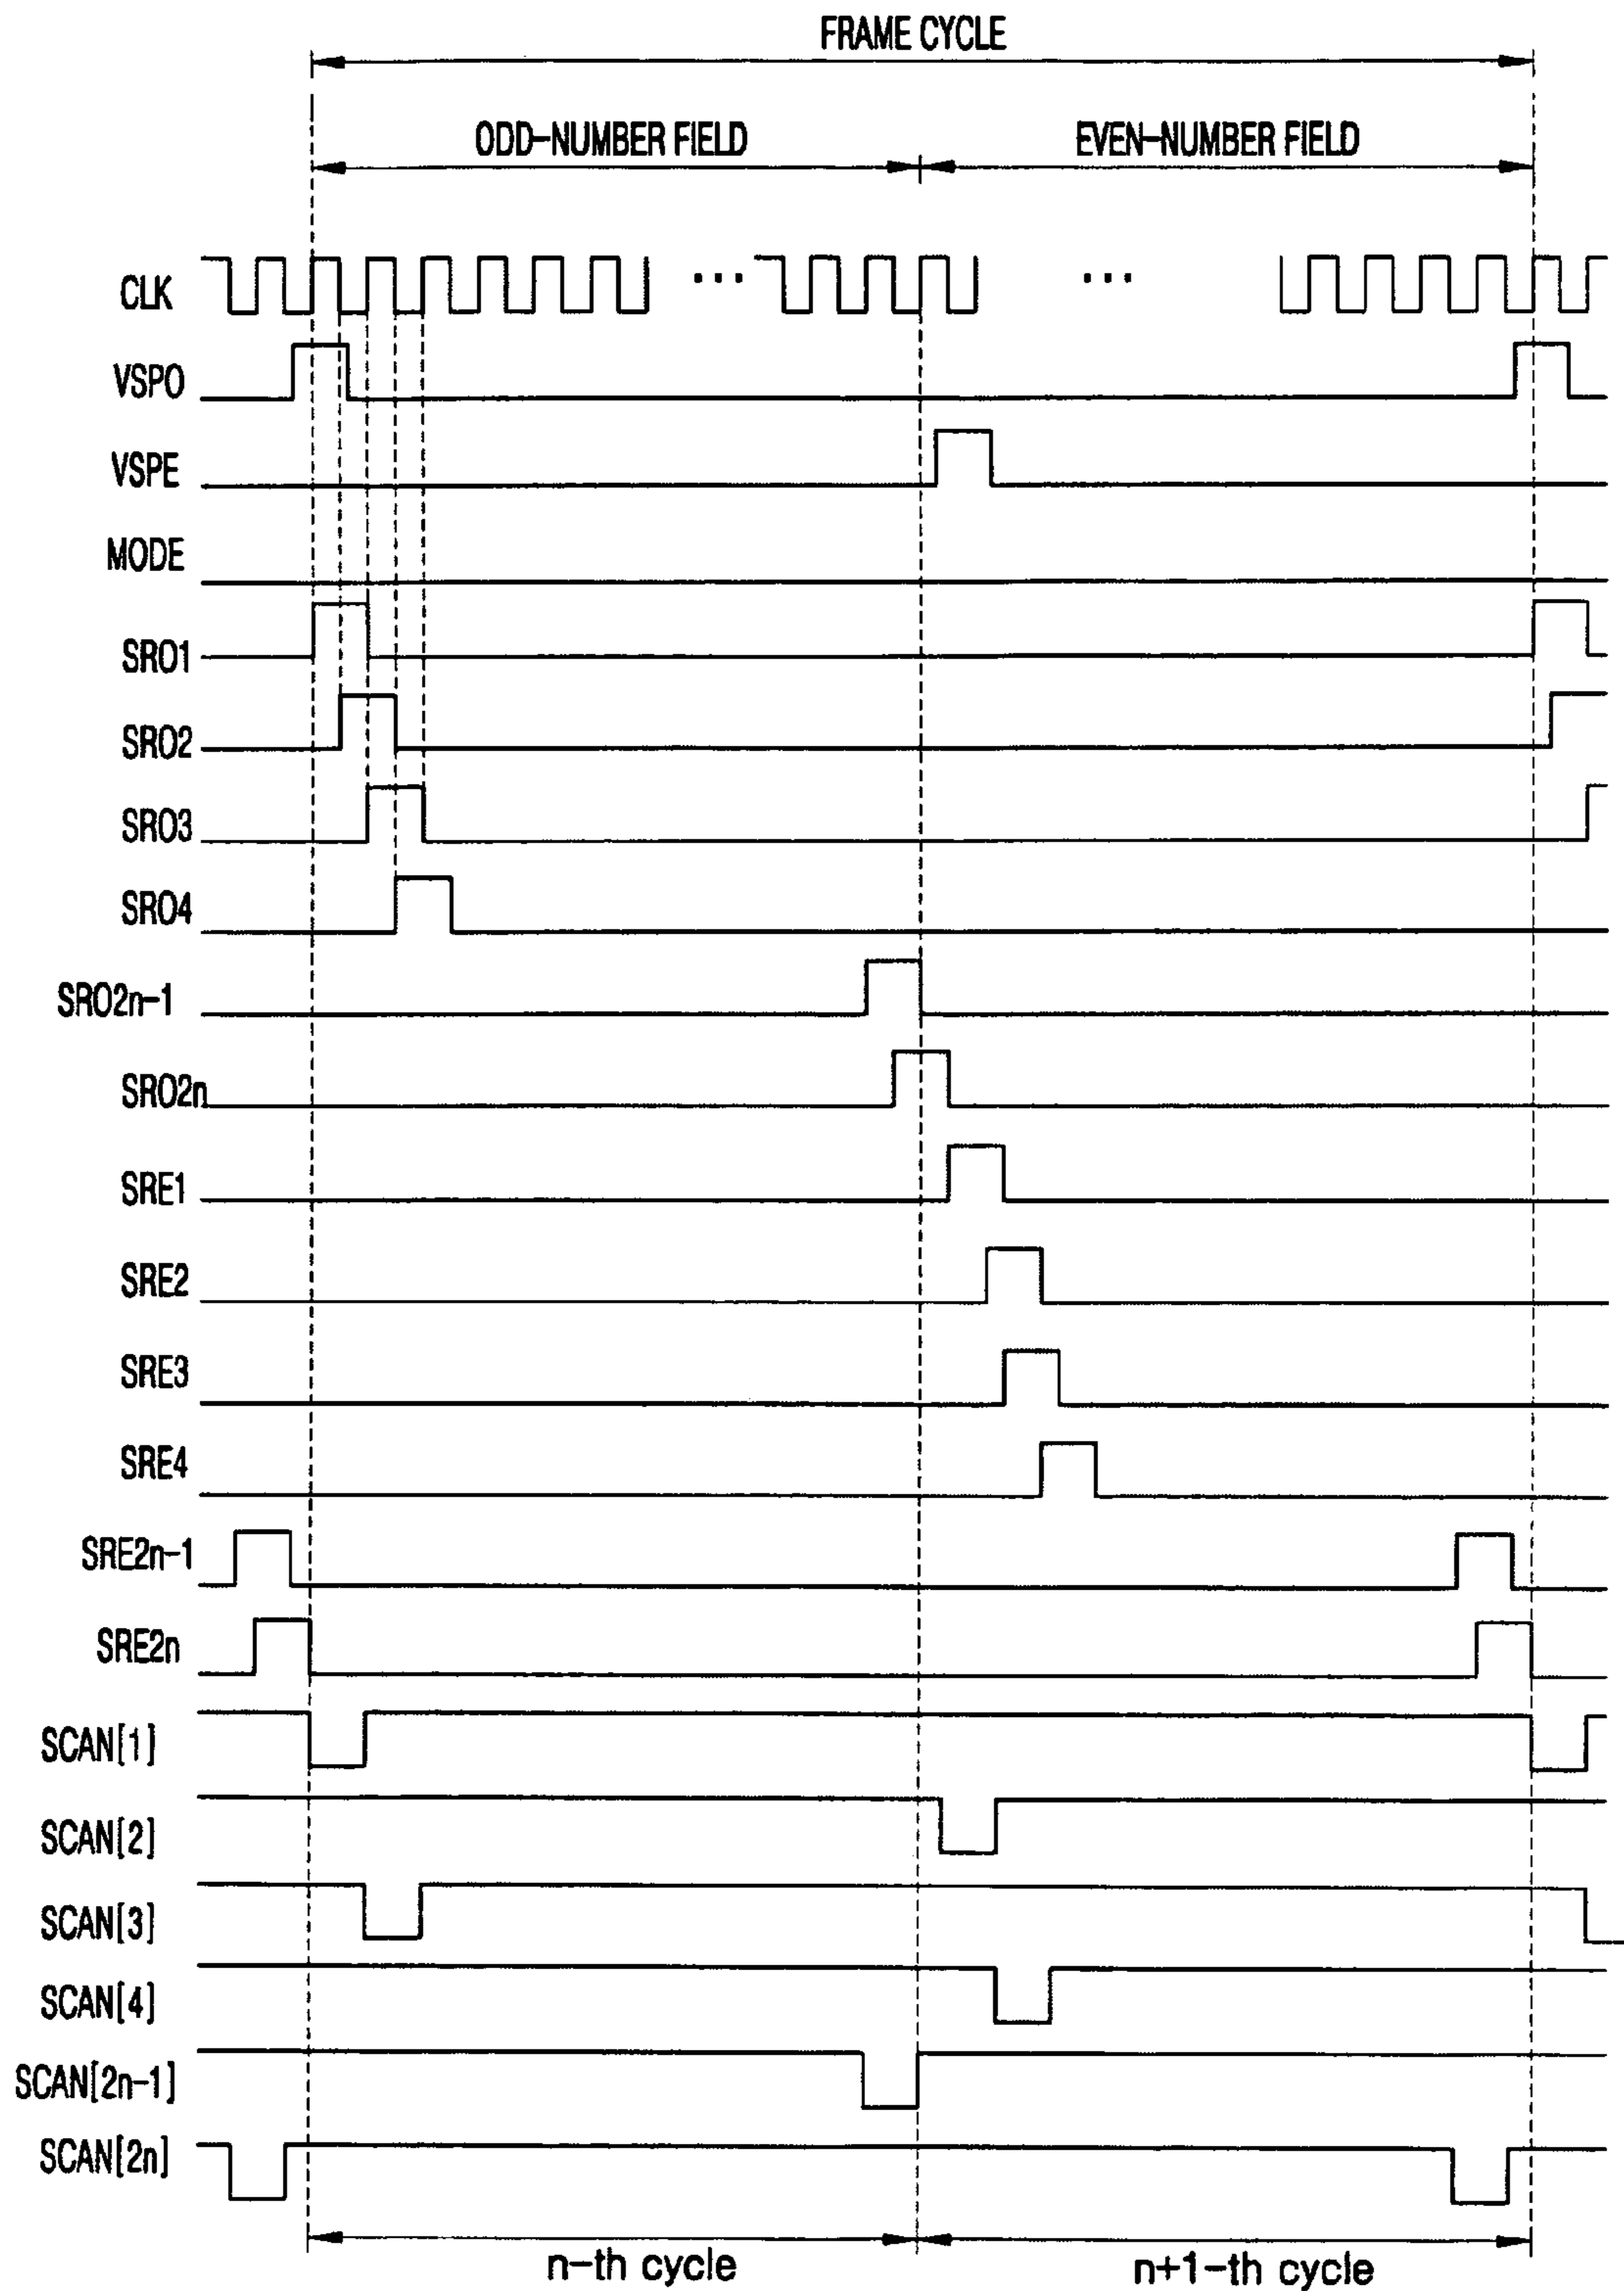 FRAME CYCLE
ODD-NUMBER FIELD
EVEN-NUMBER FIELD
CLK
...
...
VSPO
VSPE
MODE
SRO1
SRO2
SRO3
SRO4
SRO2n-1
SRO2n
SRE1
SRE2
SRE3
SRE4
SRE2n-1
SRE2n
SCAN[1]
SCAN[2]
SCAN[3]
SCAN[4]
SCAN[2n-1]
SCAN[2n]
n-th cycle
n+1-th cycle